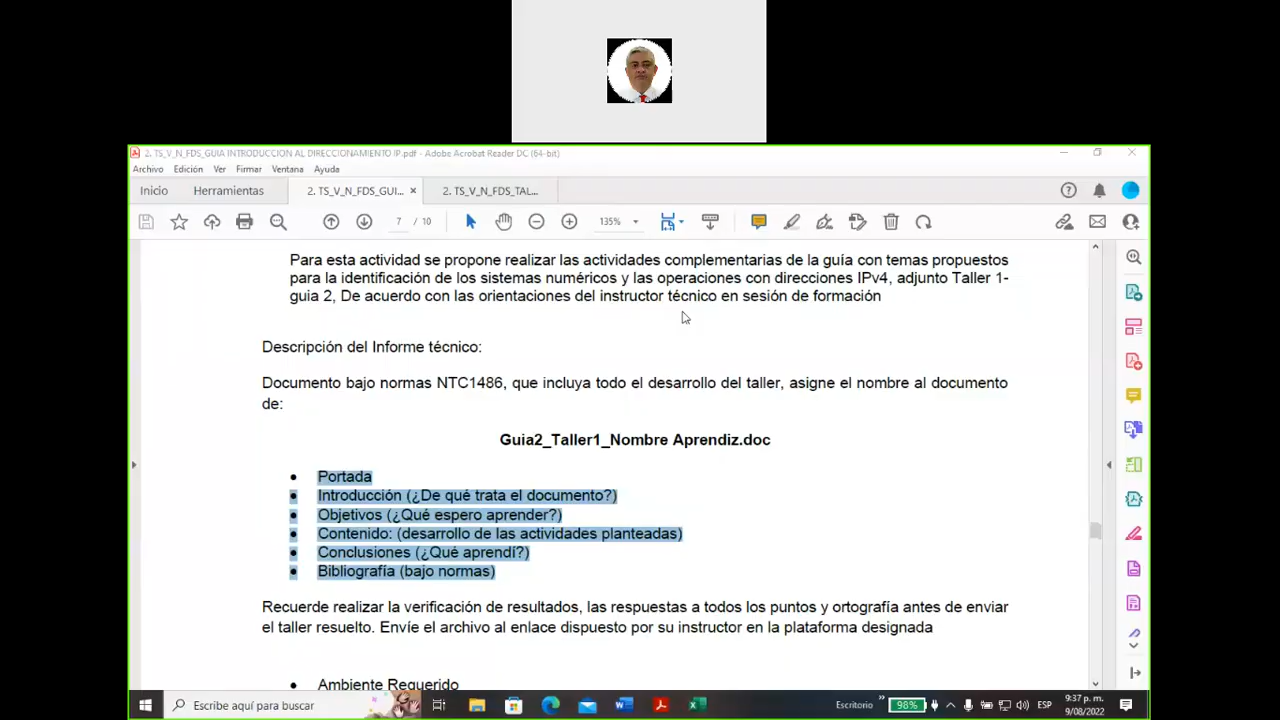 2. TS_V_N_FDS_GUIA INTRODUCCION AL DIRECCIONAMIENTO IP.pdf - Adobe Acrobat Reader DC (64-bit)
Archivo Edición Ver Firmar Ventana Ayuda
Inicio Herramientas 2. TS_V_N_FDS_GUI... × 2. TS_V_N_FDS_TAL...
7 / 10 135%
Para esta actividad se propone realizar las actividades complementarias de la guía con temas propuestos
para la identificación de los sistemas numéricos y las operaciones con direcciones IPv4, adjunto Taller 1-
guia 2, De acuerdo con las orientaciones del instructor técnico en sesión de formación
Descripción del Informe técnico:
Documento bajo normas NTC1486, que incluya todo el desarrollo del taller, asigne el nombre al documento
de:
Guia2_Taller1_Nombre Aprendiz.doc
• Portada
• Introducción (¿De qué trata el documento?)
• Objetivos (¿Qué espero aprender?)
• Contenido: (desarrollo de las actividades planteadas)
• Conclusiones (¿Qué aprendí?)
• Bibliografía (bajo normas)
Recuerde realizar la verificación de resultados, las respuestas a todos los puntos y ortografía antes de enviar
el taller resuelto. Envíe el archivo al enlace dispuesto por su instructor en la plataforma designada
• Ambiente Requerido
Escribe aquí para buscar
Escritorio 98% ESP 9:37 p. m.
9/08/2022